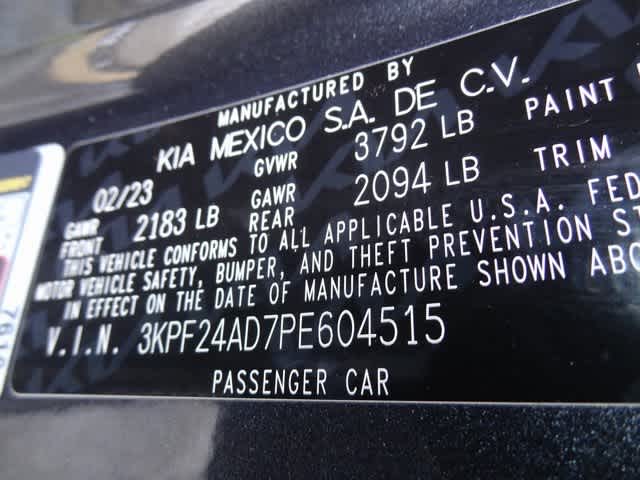 MANUFACTURED BY
KIA MEXICO S.A. DE C.V.
02/23 GVWR 3792 LB PAINT
GAWR FRONT 2183 LB GAWR REAR 2094 LB TRIM
THIS VEHICLE CONFORMS TO ALL APPLICABLE U.S.A. FED
MOTOR VEHICLE SAFETY, BUMPER, AND THEFT PREVENTION ST
IN EFFECT ON THE DATE OF MANUFACTURE SHOWN ABO
V.I.N. 3KPF24AD7PE604515
PASSENGER CAR